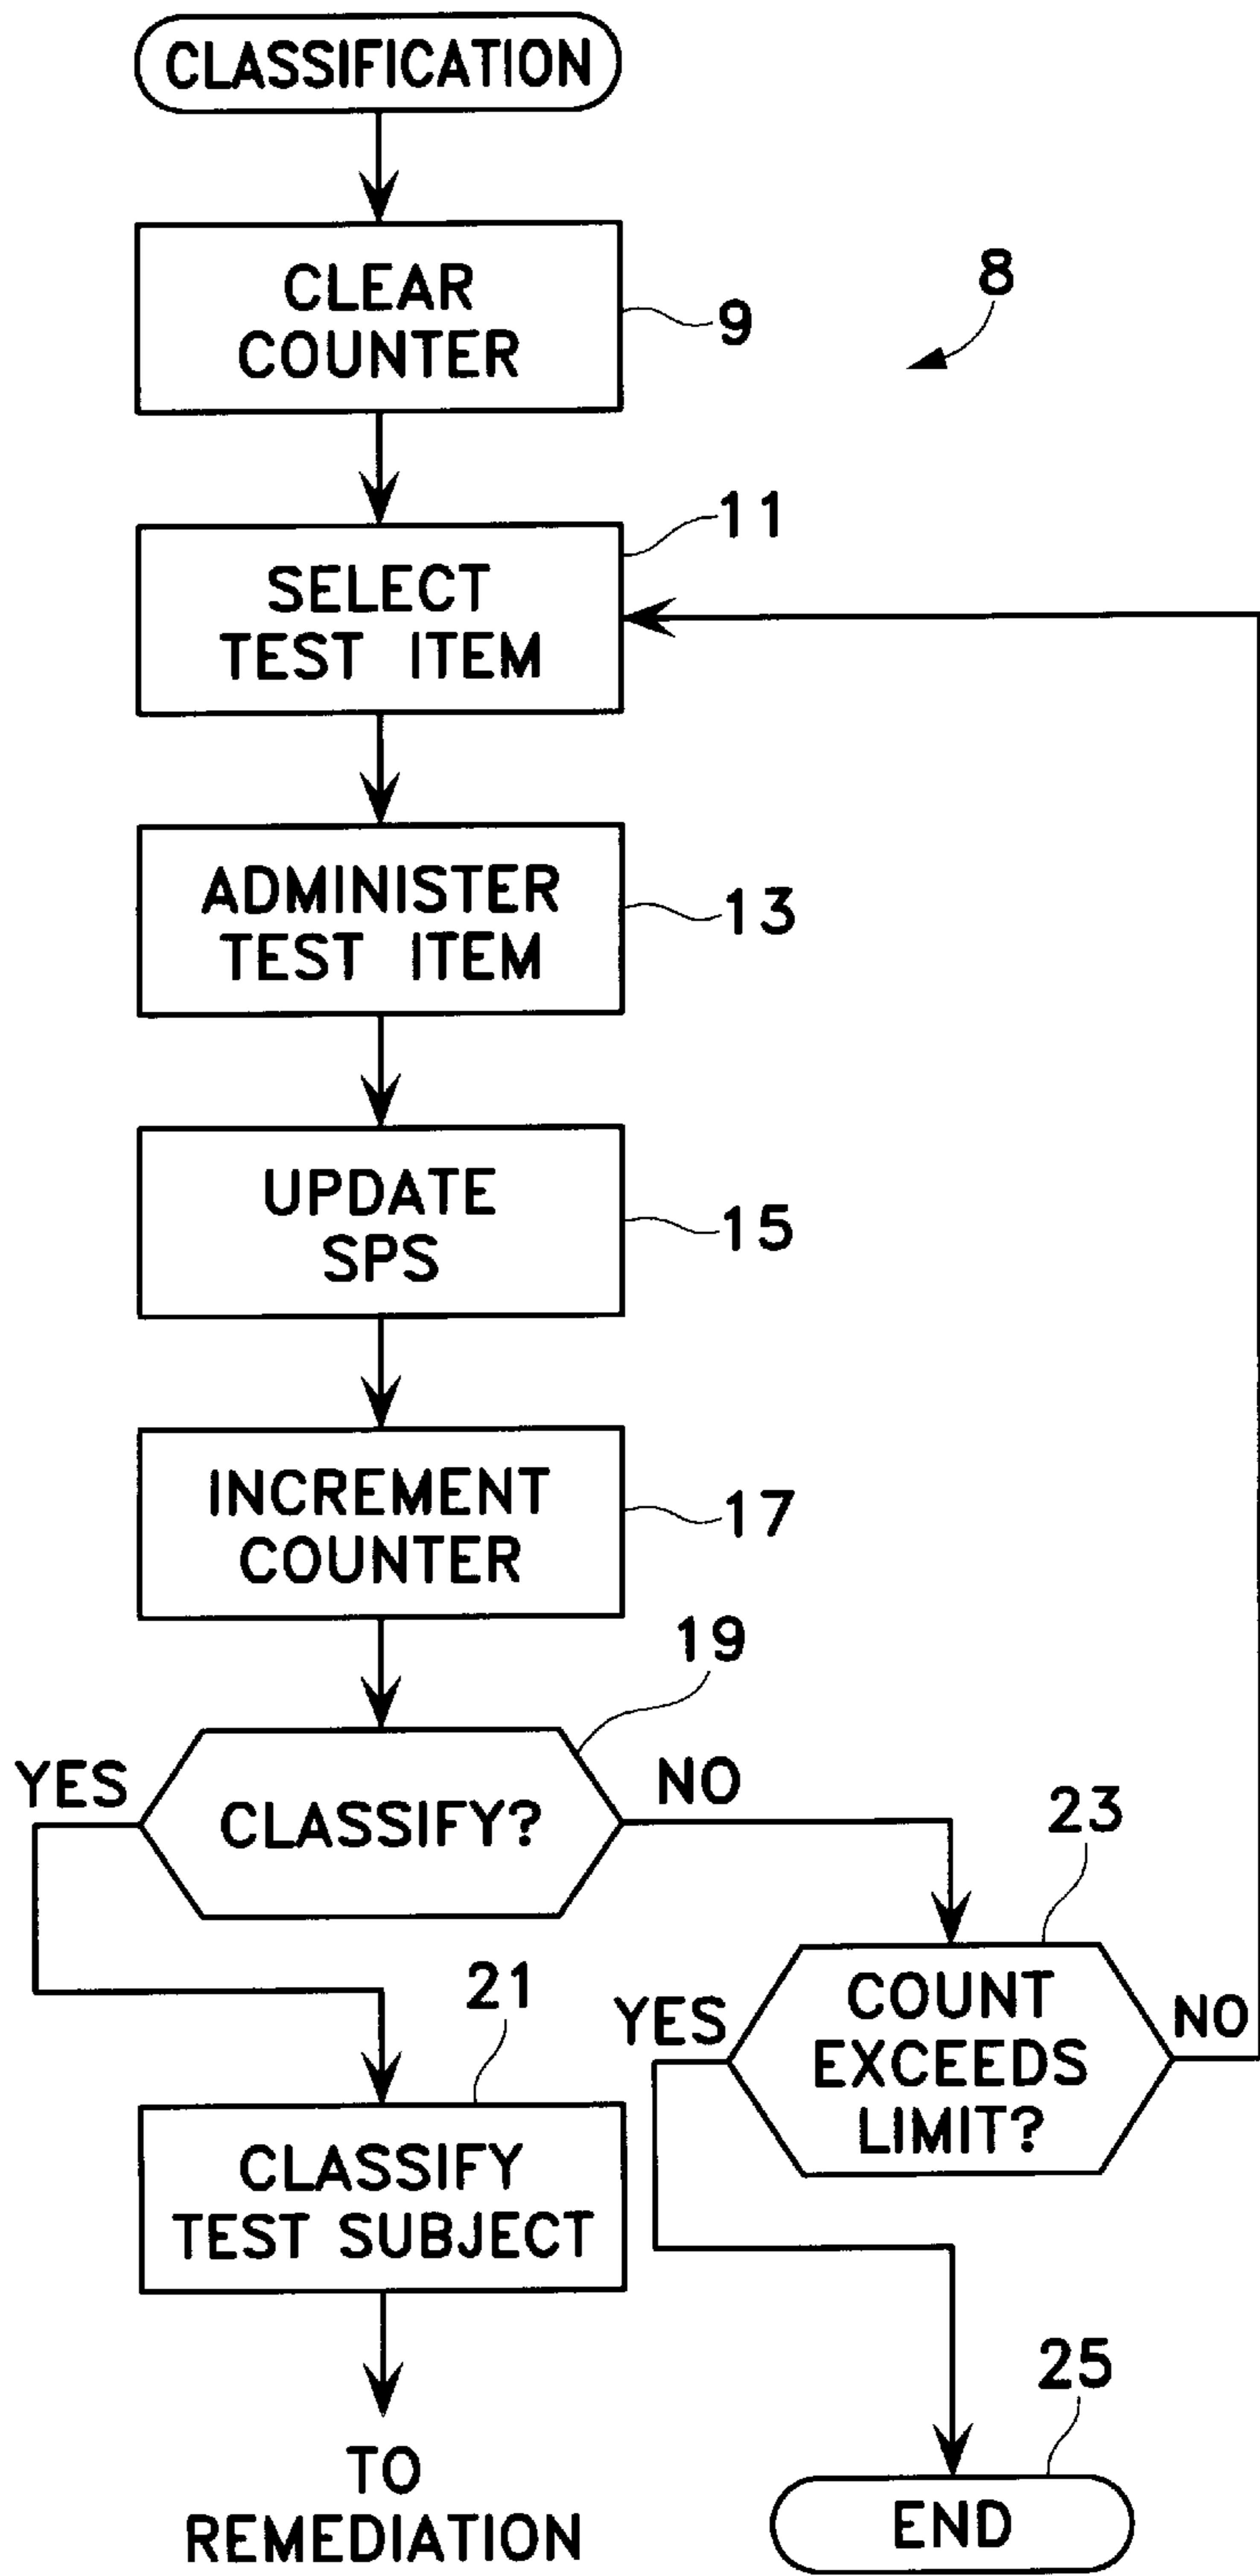 CLASSIFICATION
CLEAR
COUNTER
9
8
11
SELECT
TEST ITEM
ADMINISTER
TEST ITEM
13
UPDATE
SPS
15
INCREMENT
COUNTER
17
19
YES
CLASSIFY?
NO
23
COUNT
EXCEEDS
LIMIT?
YES
NO
21
CLASSIFY
TEST SUBJECT
TO
REMEDIATION
25
END